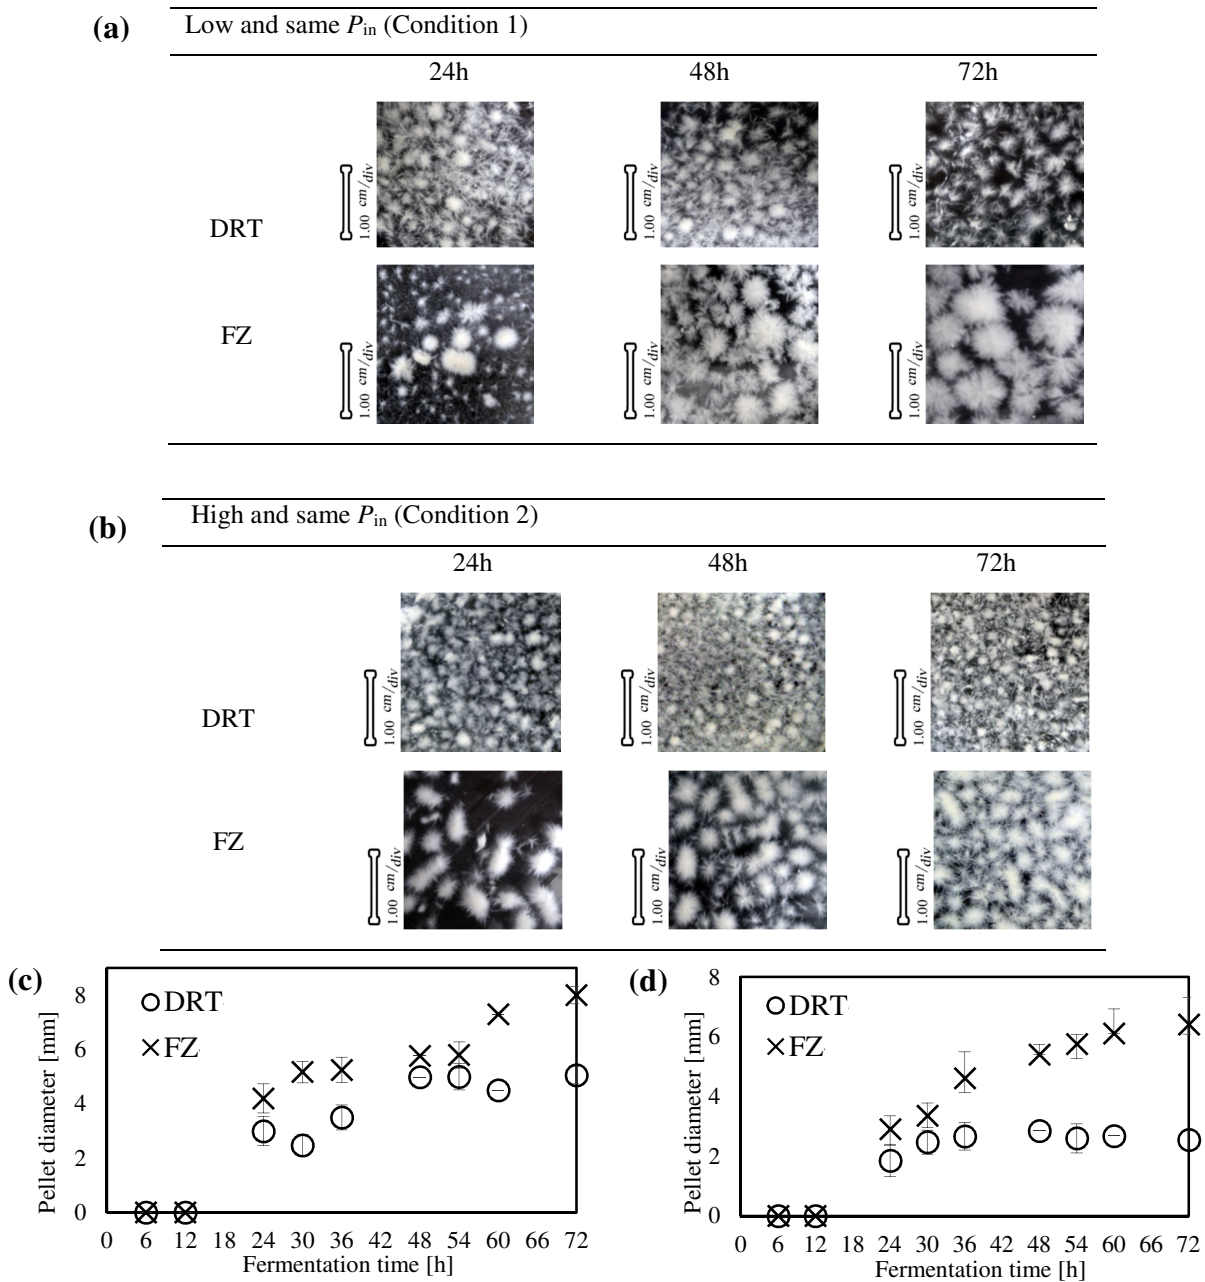 (a)
Low and same Pin (Condition 1)
24h 48h 72h
DRT
1.00 cm/div
1.00 cm/div
1.00 cm/div
FZ
1.00 cm/div
1.00 cm/div
1.00 cm/div
(b)
High and same Pin (Condition 2)
24h 48h 72h
DRT
1.00 cm/div
1.00 cm/div
1.00 cm/div
FZ
1.00 cm/div
1.00 cm/div
1.00 cm/div
(c)
Pellet diameter [mm]
8
6
4
2
0
DRT
FZ
0 6 12 18 24 30 36 42 48 54 60 66 72
Fermentation time [h]
(d)
Pellet diameter [mm]
8
6
4
2
0
DRT
FZ
0 6 12 18 24 30 36 42 48 54 60 66 72
Fermentation time [h]